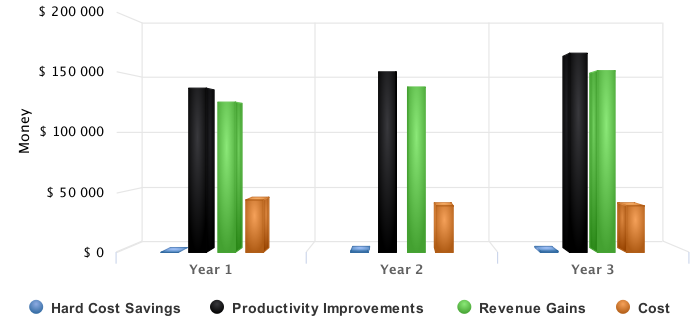 $ 200 000
$ 150 000
$ 100 000
$ 50 000
$ 0
Money
Year 1 Year 2 Year 3
Hard Cost Savings Productivity Improvements Revenue Gains Cost